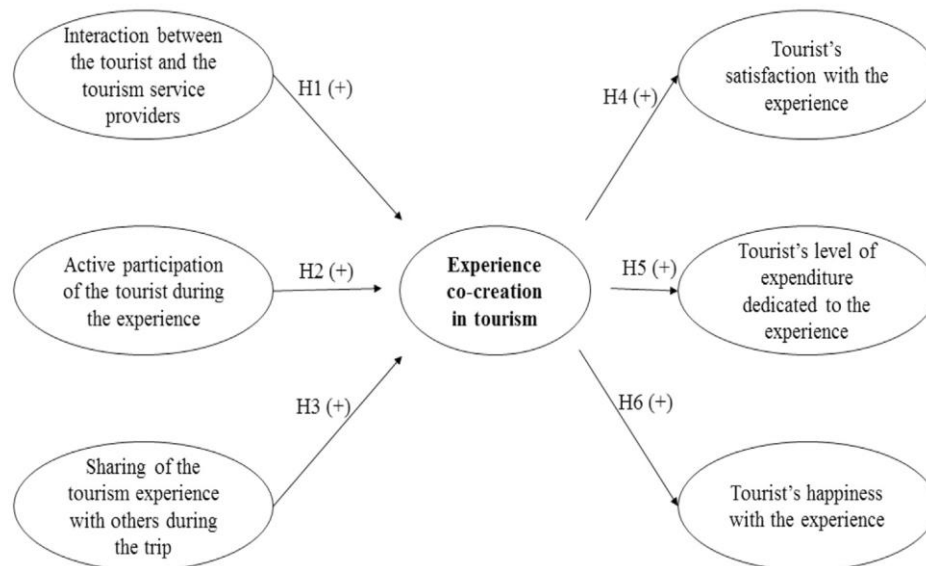 Interaction between
the tourist and the
tourism service
providers
H1 (+)
Active participation
of the tourist during
the experience
H2 (+)
Sharing of the
tourism experience
with others during
the trip
H3 (+)
Experience
co-creation
in tourism
H4 (+)
Tourist's
satisfaction with the
experience
H5 (+)
Tourist's level of
expenditure
dedicated to the
experience
H6 (+)
Tourist's happiness
with the experience